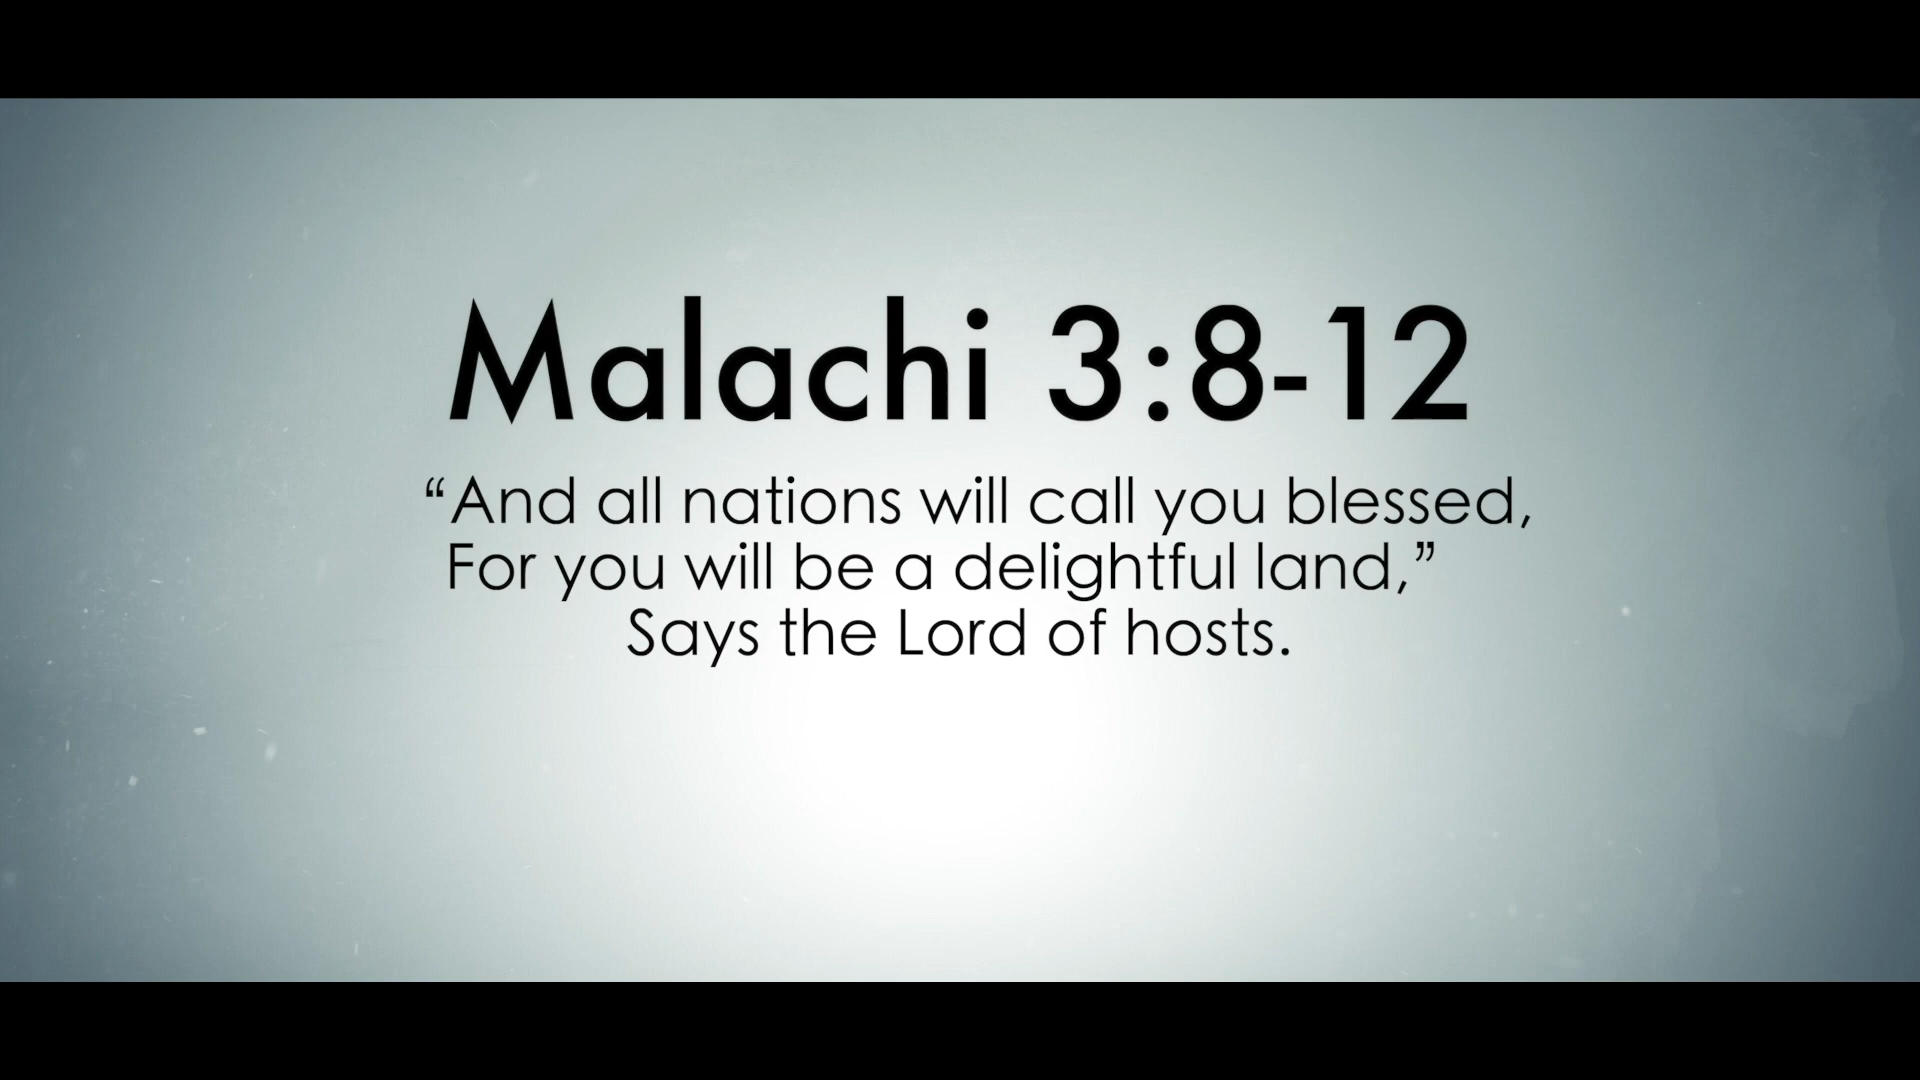 Malachi 3:8-12
“And all nations will call you blessed,
For you will be a delightful land,”
Says the Lord of hosts.